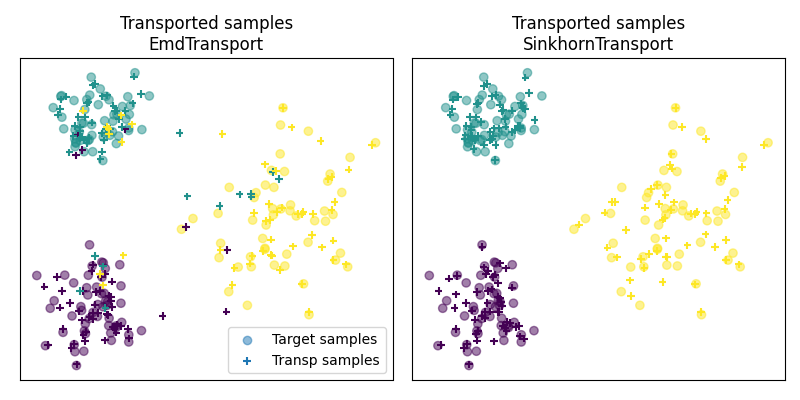 Transported samples
EmdTransport
Transported samples
SinkhornTransport
Target samples
Transp samples